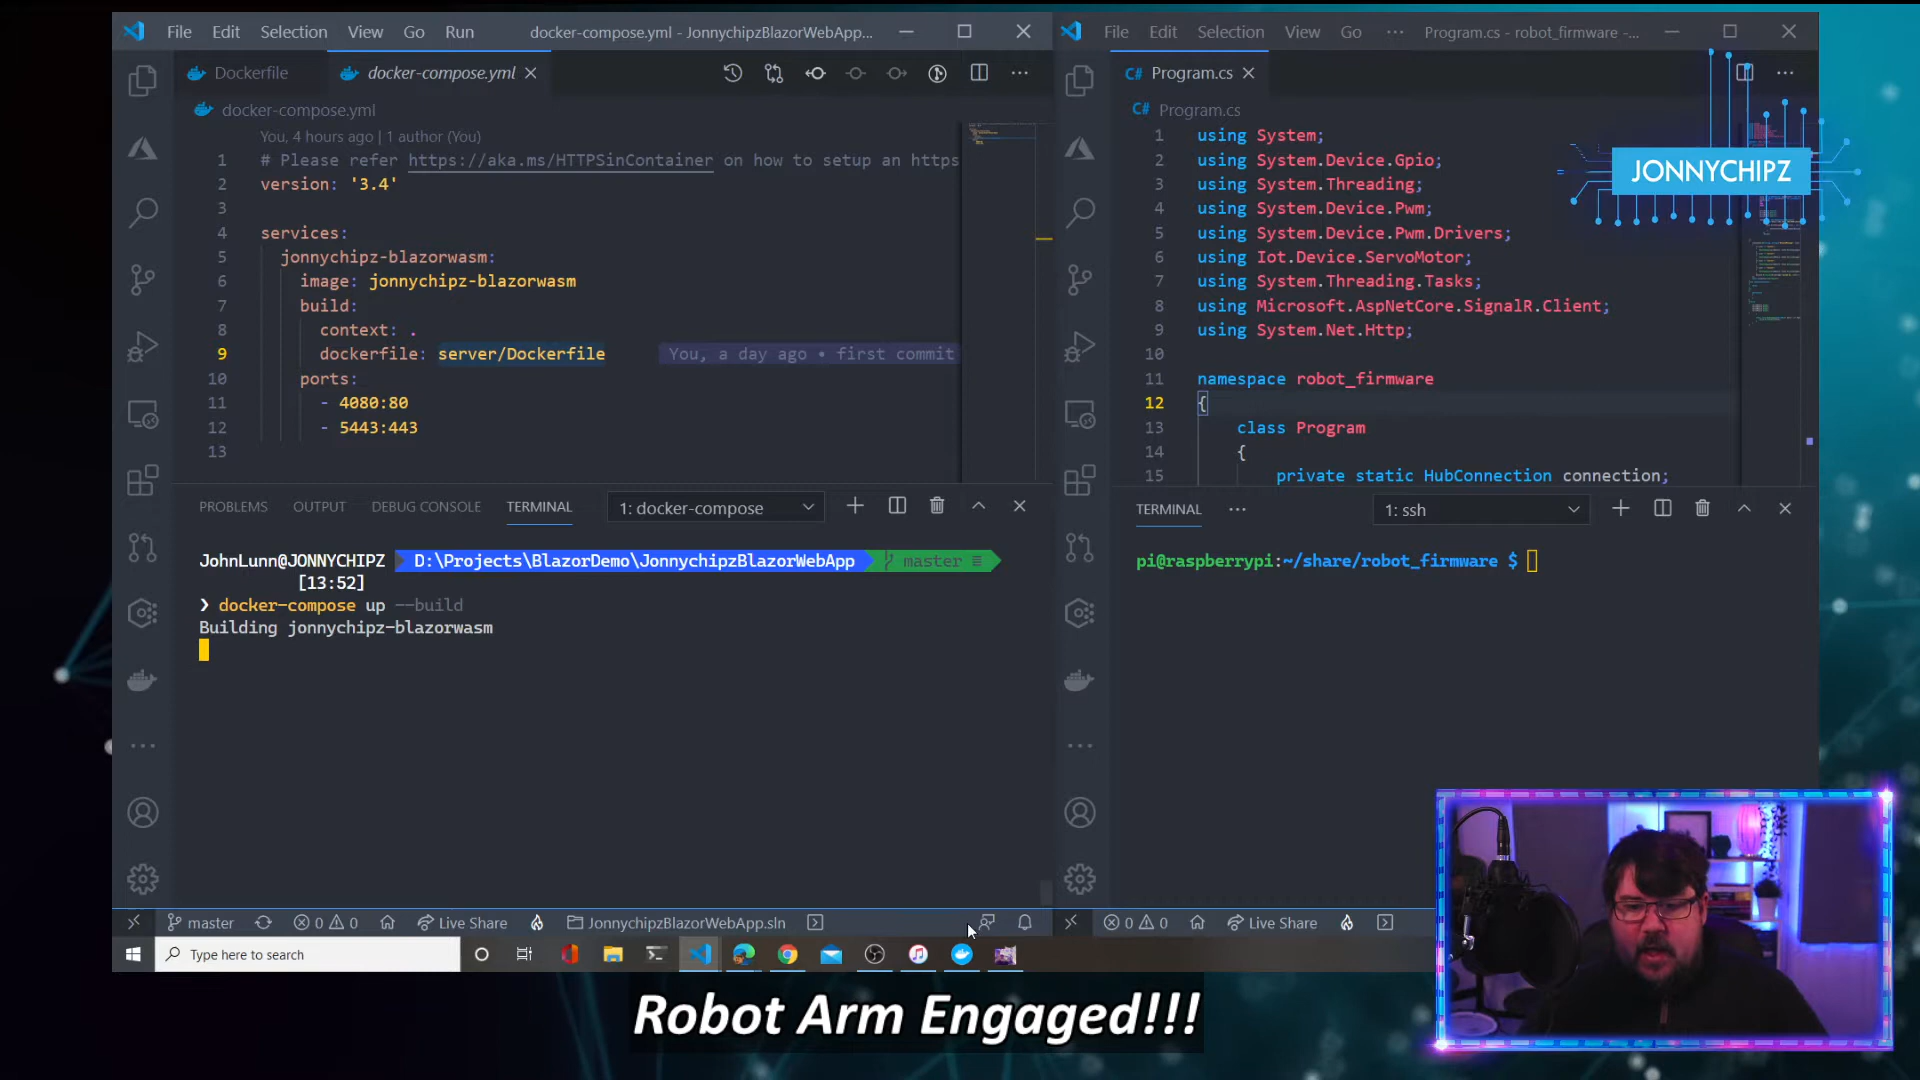 File Edit Selection View Go Run docker-compose.yml - JonnychipzBlazorWebApp...
Dockerfile docker-compose.yml
docker-compose.yml
You, 4 hours ago | 1 author (You)
1 # Please refer https://aka.ms/HTTPSinContainer on how to setup an https
2 version: '3.4'
3
4 services:
5 jonnychipz-blazorwasm:
6 image: jonnychipz-blazorwasm
7 build:
8 context: .
9 dockerfile: server/Dockerfile You, a day ago • first commit
10 ports:
11 - 4080:80
12 - 5443:443
13
PROBLEMS OUTPUT DEBUG CONSOLE TERMINAL 1: docker-compose
JohnLunn@JONNYCHIPZ D:\Projects\BlazorDemo\JonnychipzBlazorWebApp master ≡
[13:52]
❯ docker-compose up --build
Building jonnychipz-blazorwasm
master 0 0 Live Share JonnychipzBlazorWebApp.sln
File Edit Selection View Go ... Program.cs - robot_firmware -...
C# Program.cs
C# Program.cs
1 using System;
2 using System.Device.Gpio;
3 using System.Threading;
4 using System.Device.Pwm;
5 using System.Device.Pwm.Drivers;
6 using Iot.Device.ServoMotor;
7 using System.Threading.Tasks;
8 using Microsoft.AspNetCore.SignalR.Client;
9 using System.Net.Http;
10
11 namespace robot_firmware
12 {
13 class Program
14 {
15 private static HubConnection connection;
TERMINAL ... 1: ssh
pi@raspberrypi:~/share/robot_firmware $
0 0 Live Share
JONNYCHIPZ
Type here to search
Robot Arm Engaged!!!